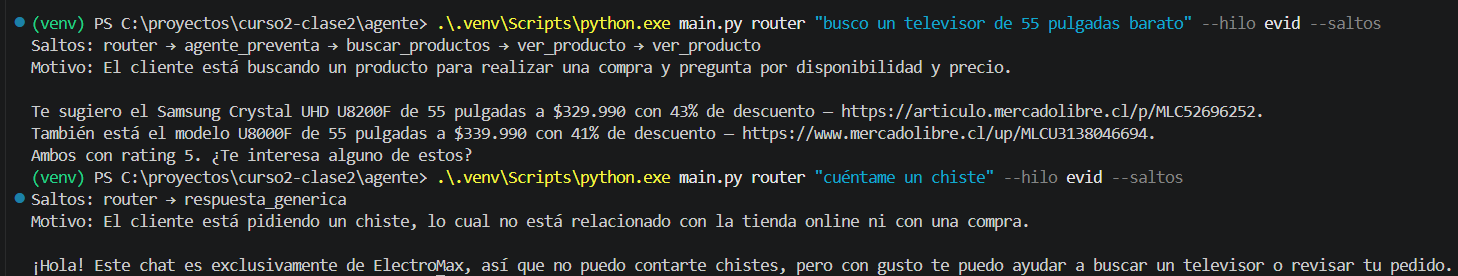 (venv) PS C:\proyectos\curso2-clase2\agente> .\.venv\Scripts\python.exe main.py router "busco un televisor de 55 pulgadas barato" --hilo evid --saltos
Saltos: router → agente_preventa → buscar_productos → ver_producto → ver_producto
Motivo: El cliente está buscando un producto para realizar una compra y pregunta por disponibilidad y precio.
Te sugiero el Samsung Crystal UHD U8200F de 55 pulgadas a $329.990 con 43% de descuento — https://articulo.mercadolibre.cl/p/MLC52696252.
También está el modelo U8000F de 55 pulgadas a $339.990 con 41% de descuento — https://www.mercadolibre.cl/up/MLCU3138046694.
Ambos con rating 5. ¿Te interesa alguno de estos?
(venv) PS C:\proyectos\curso2-clase2\agente> .\.venv\Scripts\python.exe main.py router "cuéntame un chiste" --hilo evid --saltos
Saltos: router → respuesta_generica
Motivo: El cliente está pidiendo un chiste, lo cual no está relacionado con la tienda online ni con una compra.
¡Hola! Este chat es exclusivamente de ElectroMax, así que no puedo contarte chistes, pero con gusto te puedo ayudar a buscar un televisor o revisar tu pedido.